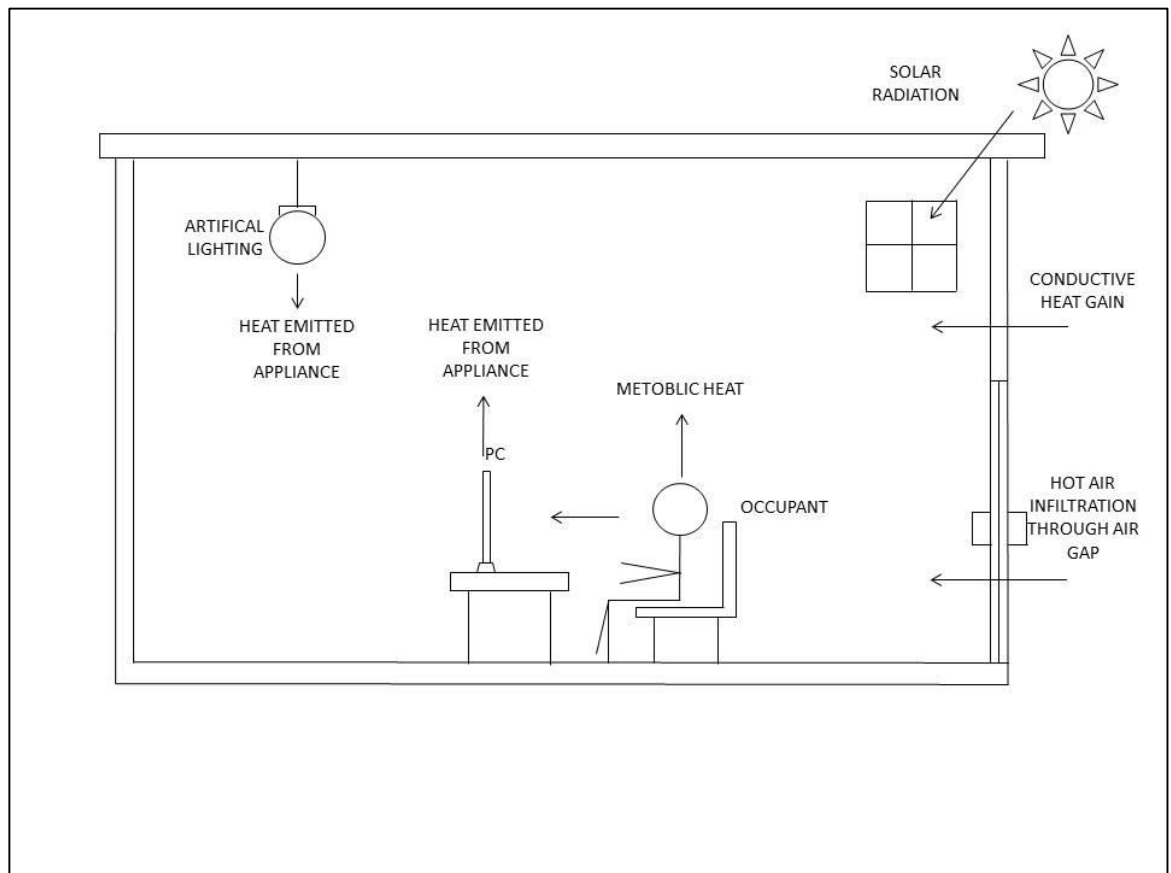 SOLAR
RADIATION
ARTIFICAL
LIGHTING
CONDUCTIVE
HEAT GAIN
HEAT EMITTED
FROM
APPLIANCE
HEAT EMITTED
FROM
APPLIANCE
METOBLIC HEAT
PC
OCCUPANT
HOT AIR
INFILTRATION
THROUGH AIR
GAP